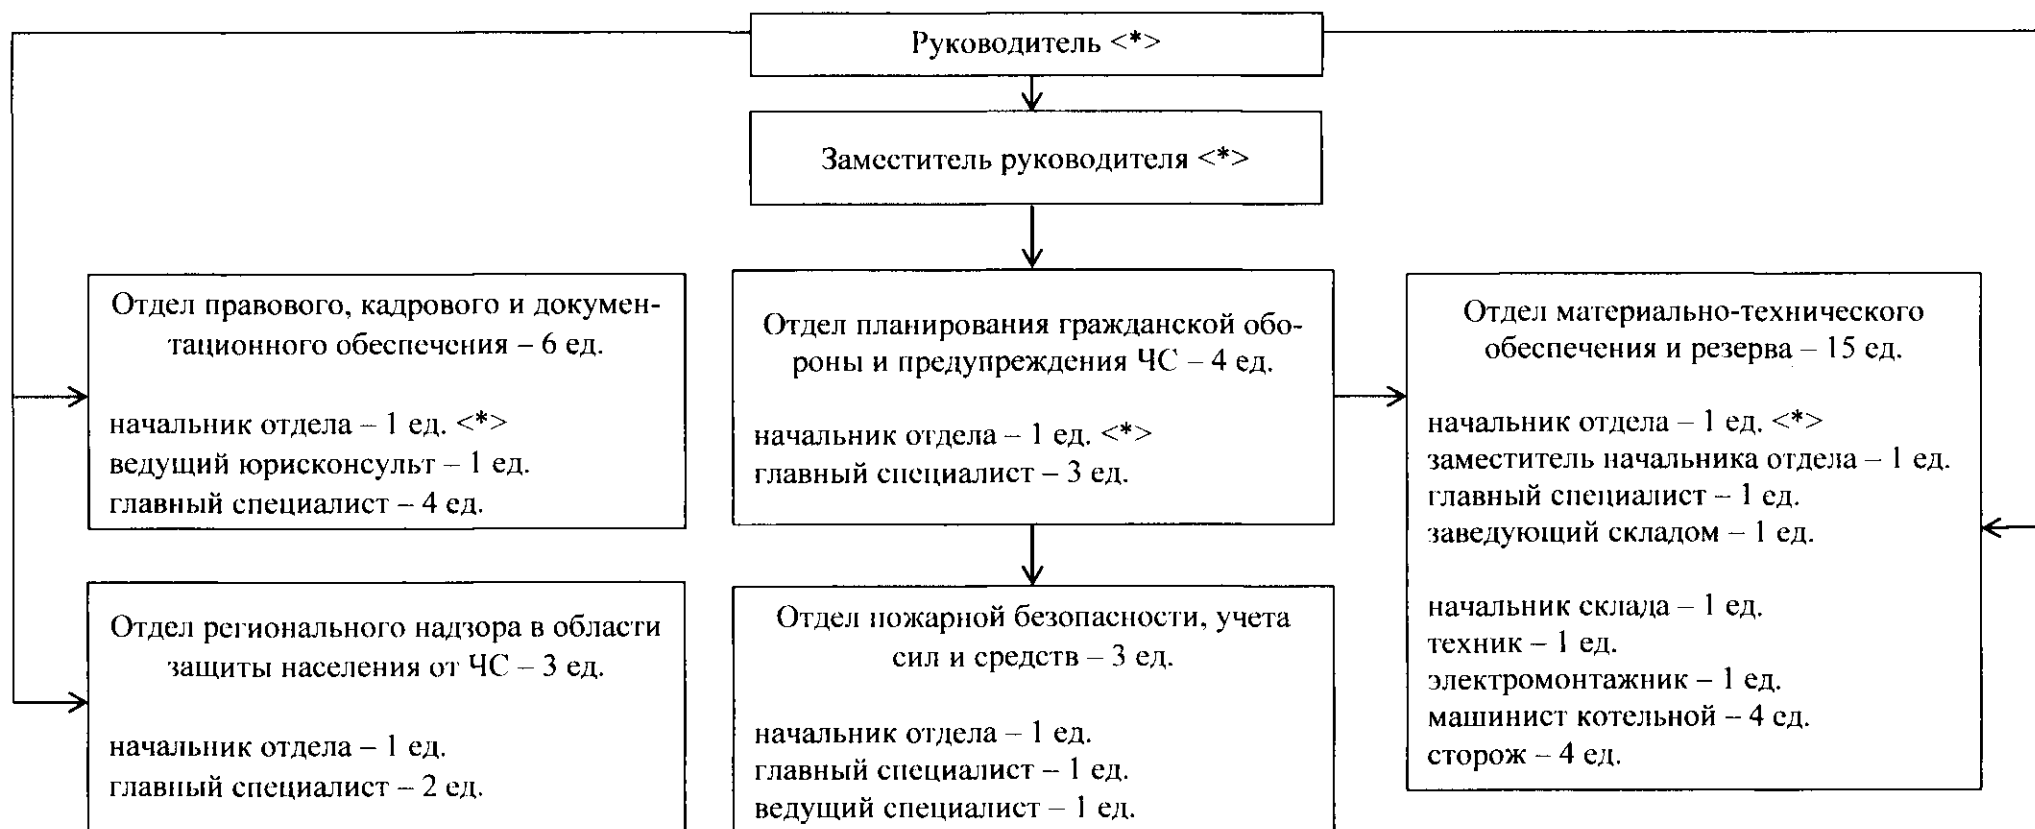 Руководитель <*>
Заместитель руководителя <*>
Отдел правового, кадрового и докумен-
тационного обеспечения – 6 ед.
начальник отдела – 1 ед. <*>
ведущий юрисконсульт – 1 ед.
главный специалист – 4 ед.
Отдел планирования гражданской обо-
роны и предупреждения ЧС – 4 ед.
начальник отдела – 1 ед. <*>
главный специалист – 3 ед.
Отдел материально-технического
обеспечения и резерва – 15 ед.
начальник отдела – 1 ед. <*>
заместитель начальника отдела – 1 ед.
главный специалист – 1 ед.
заведующий складом – 1 ед.
начальник склада – 1 ед.
техник – 1 ед.
электромонтажник – 1 ед.
машинист котельной – 4 ед.
сторож – 4 ед.
Отдел регионального надзора в области
защиты населения от ЧС – 3 ед.
начальник отдела – 1 ед.
главный специалист – 2 ед.
Отдел пожарной безопасности, учета
сил и средств – 3 ед.
начальник отдела – 1 ед.
главный специалист – 1 ед.
ведущий специалист – 1 ед.